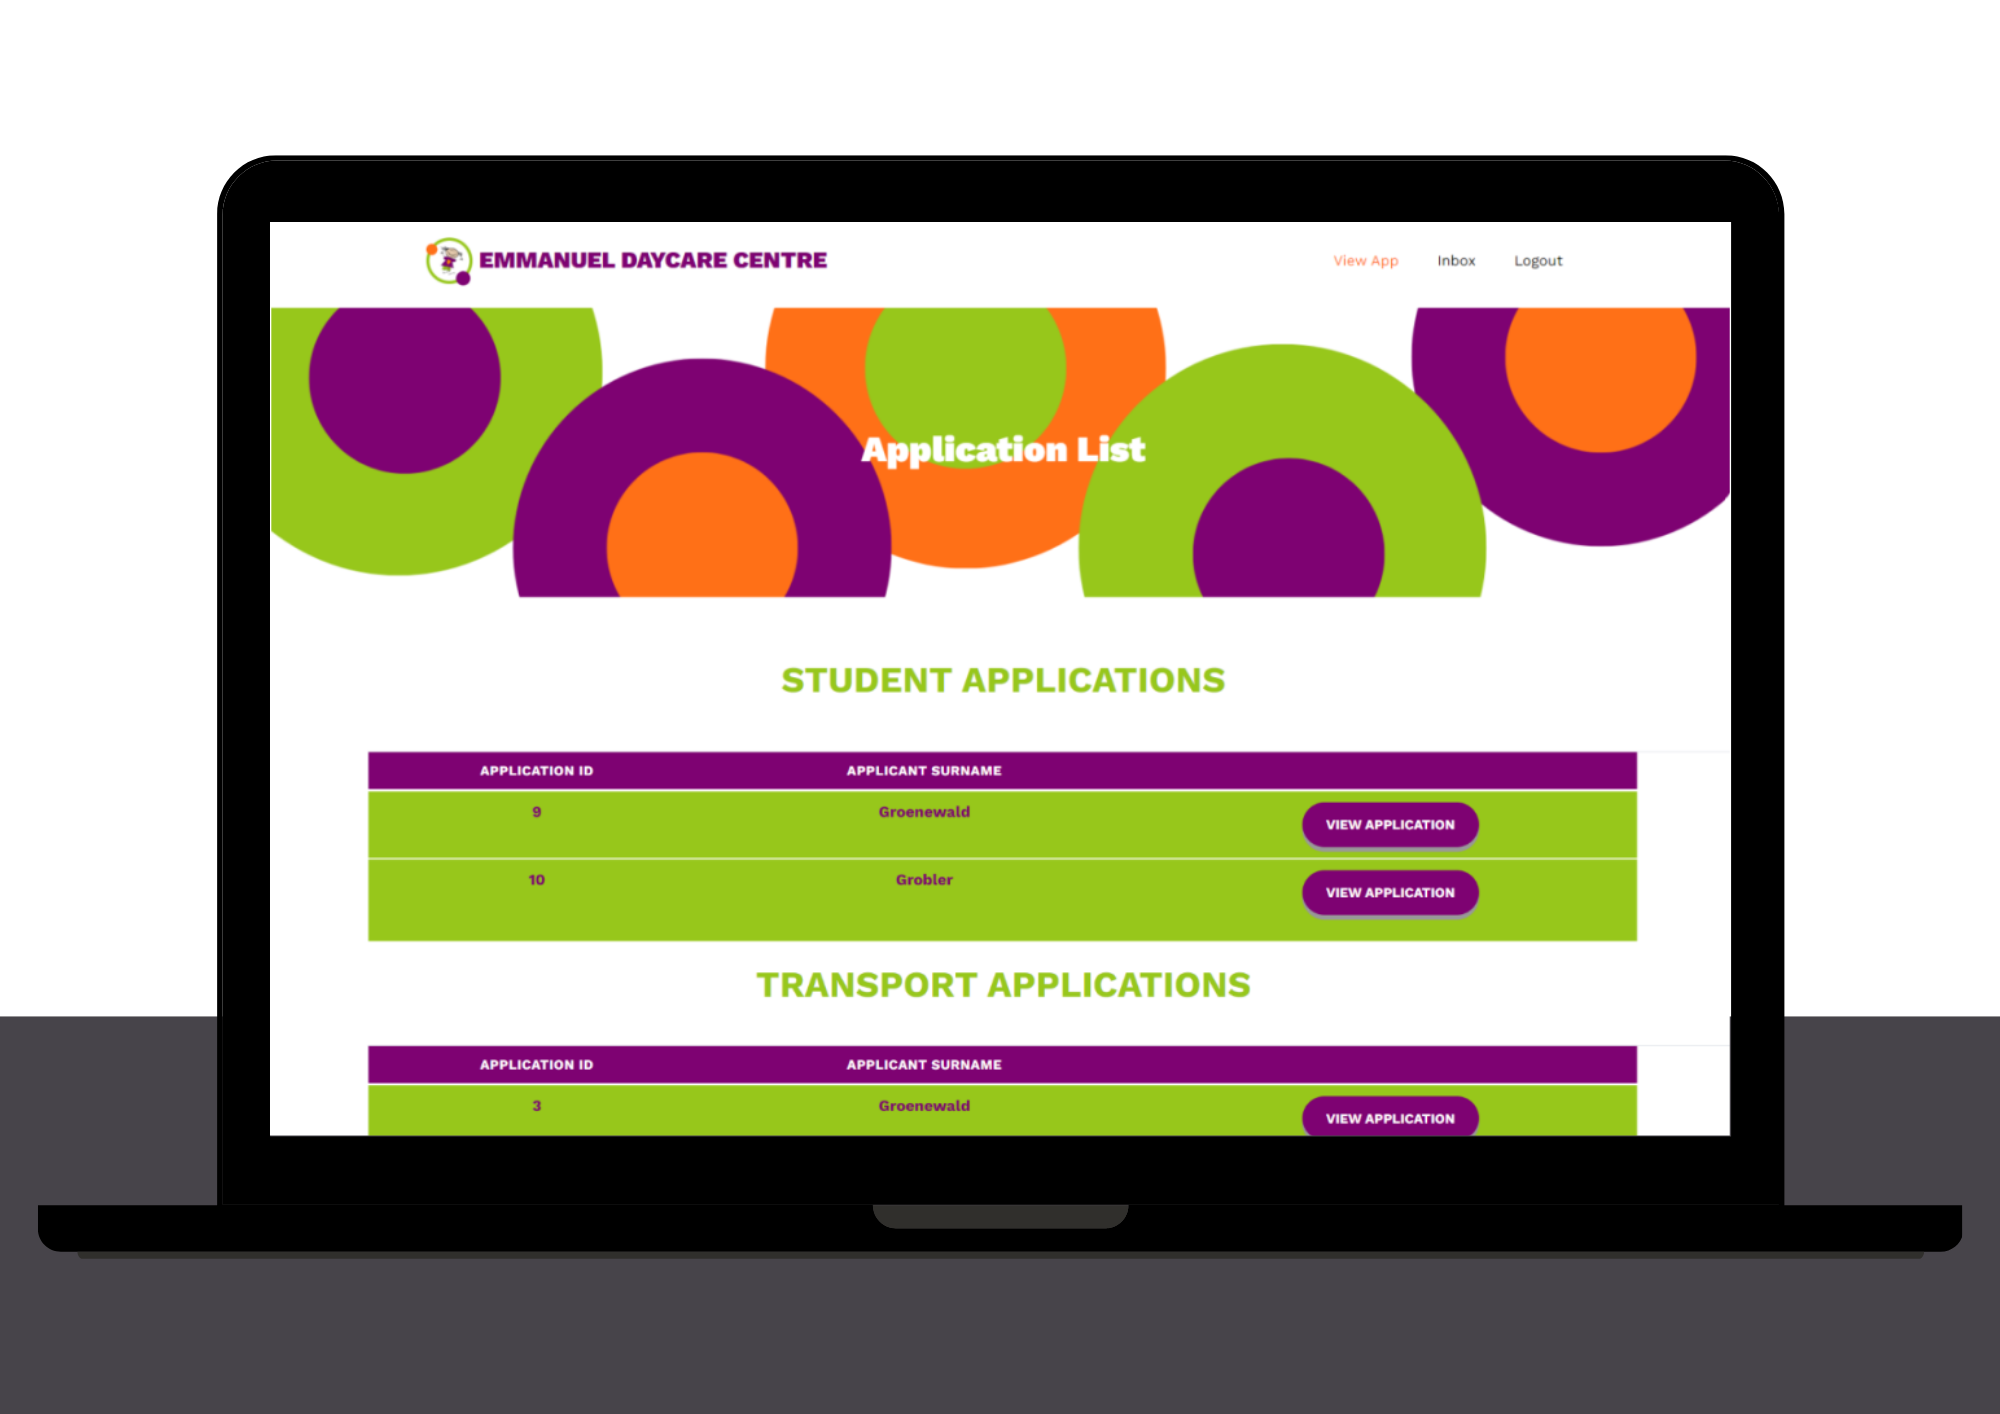 EMMANUEL DAYCARE CENTRE
View App Inbox Logout
Application List
STUDENT APPLICATIONS
APPLICATION ID APPLICANT SURNAME
9 Groenewald VIEW APPLICATION
10 Grobler VIEW APPLICATION
TRANSPORT APPLICATIONS
APPLICATION ID APPLICANT SURNAME
3 Groenewald VIEW APPLICATION